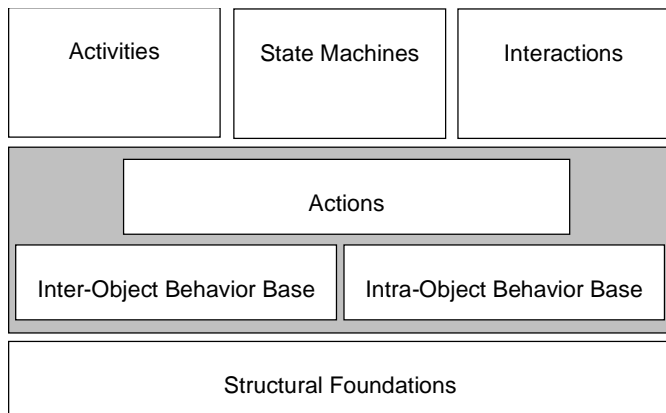 Activities
State Machines
Interactions
Actions
Inter-Object Behavior Base
Intra-Object Behavior Base
Structural Foundations